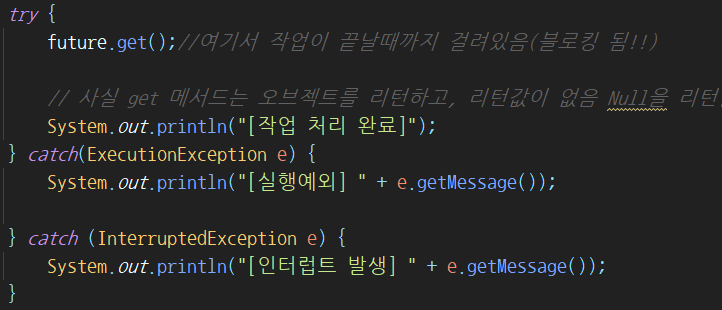 try {
future.get();//여기서 작업이 끝날때까지 걸려있음(블로킹 됨!!)
// 사실 get 메서드는 오브젝트를 리턴하고, 리턴값이 없음 Null을 리턴
System.out.println("[작업 처리 완료]");
} catch(ExecutionException e) {
System.out.println("[실행예외] " + e.getMessage());
} catch (InterruptedException e) {
System.out.println("[인터럽트 발생] " + e.getMessage());
}